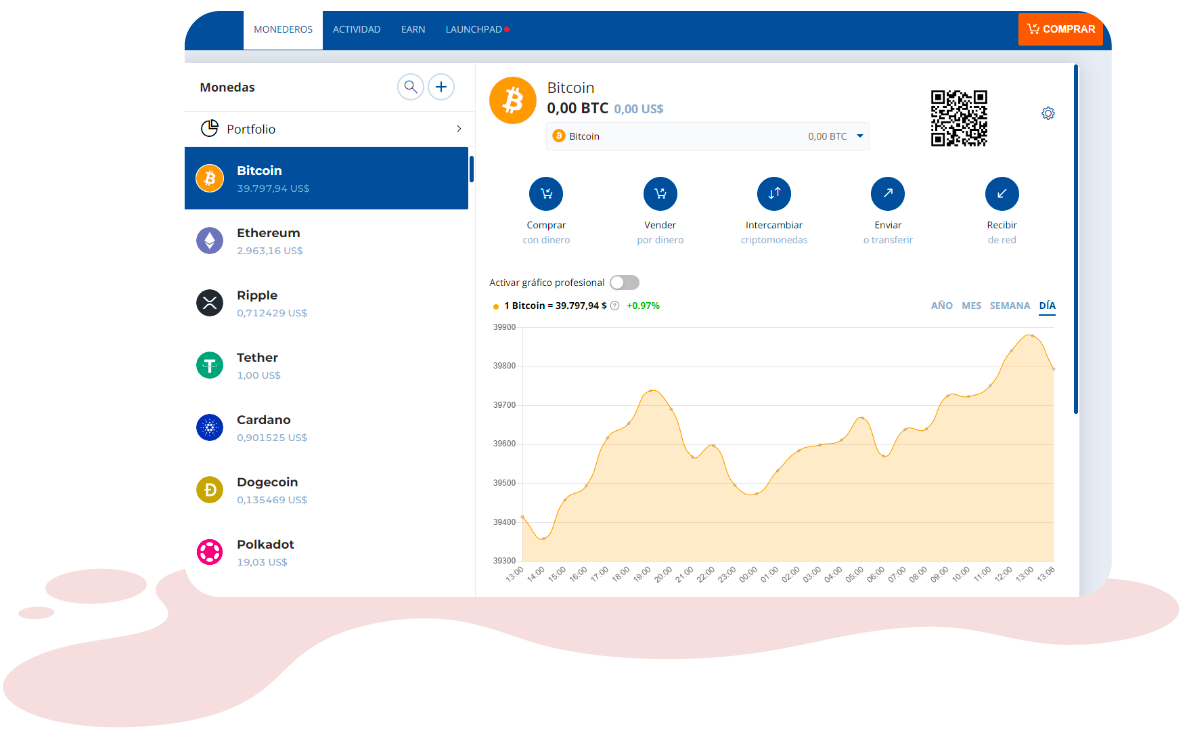 MONEDEROS ACTIVIDAD EARN LAUNCHPAD COMPRAR
Monedas
Portfolio
Bitcoin
39.797,94 US$
Ethereum
2.963,16 US$
Ripple
0,712429 US$
Tether
1,00 US$
Cardano
0,901525 US$
Dogecoin
0,135469 US$
Polkadot
19,03 US$
Bitcoin
0,00 BTC 0,00 US$
Bitcoin 0,00 BTC
Comprar Vender Intercambiar Enviar Recibir
con dinero por dinero criptomonedas o transferir de red
Activar gráfico profesional
1 Bitcoin = 39.797,94 $ ? +0.97% AÑO MES SEMANA DÍA
39900
39800
39700
39600
39500
39400
39300
13:00 14:00 15:00 16:00 17:00 18:00 19:00 20:00 21:00 22:00 23:00 00:00 01:00 02:00 03:00 04:00 05:00 06:00 07:00 08:00 09:00 10:00 11:00 12:00 13:00 13:06